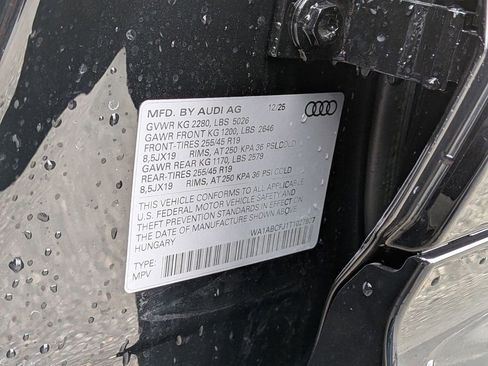 MFD. BY AUDI AG 12/25
GVWR KG 2280, LBS 5026
GAWR FRONT KG 1200, LBS 2646
FRONT-TIRES 255/45 R19
8,5JX19 RIMS, AT 250 KPA 36 PSI COLD
GAWR REAR KG 1170, LBS 2579
REAR-TIRES 255/45 R19
8,5JX19 RIMS, AT 250 KPA 36 PSI COLD
THIS VEHICLE CONFORMS TO ALL APPLICABLE
U.S. FEDERAL MOTOR VEHICLE SAFETY AND
THEFT PREVENTION STANDARDS IN EFFECT ON
THE DATE OF MANUFACTURE SHOWN ABOVE
HUNGARY
TYPE:
MPV